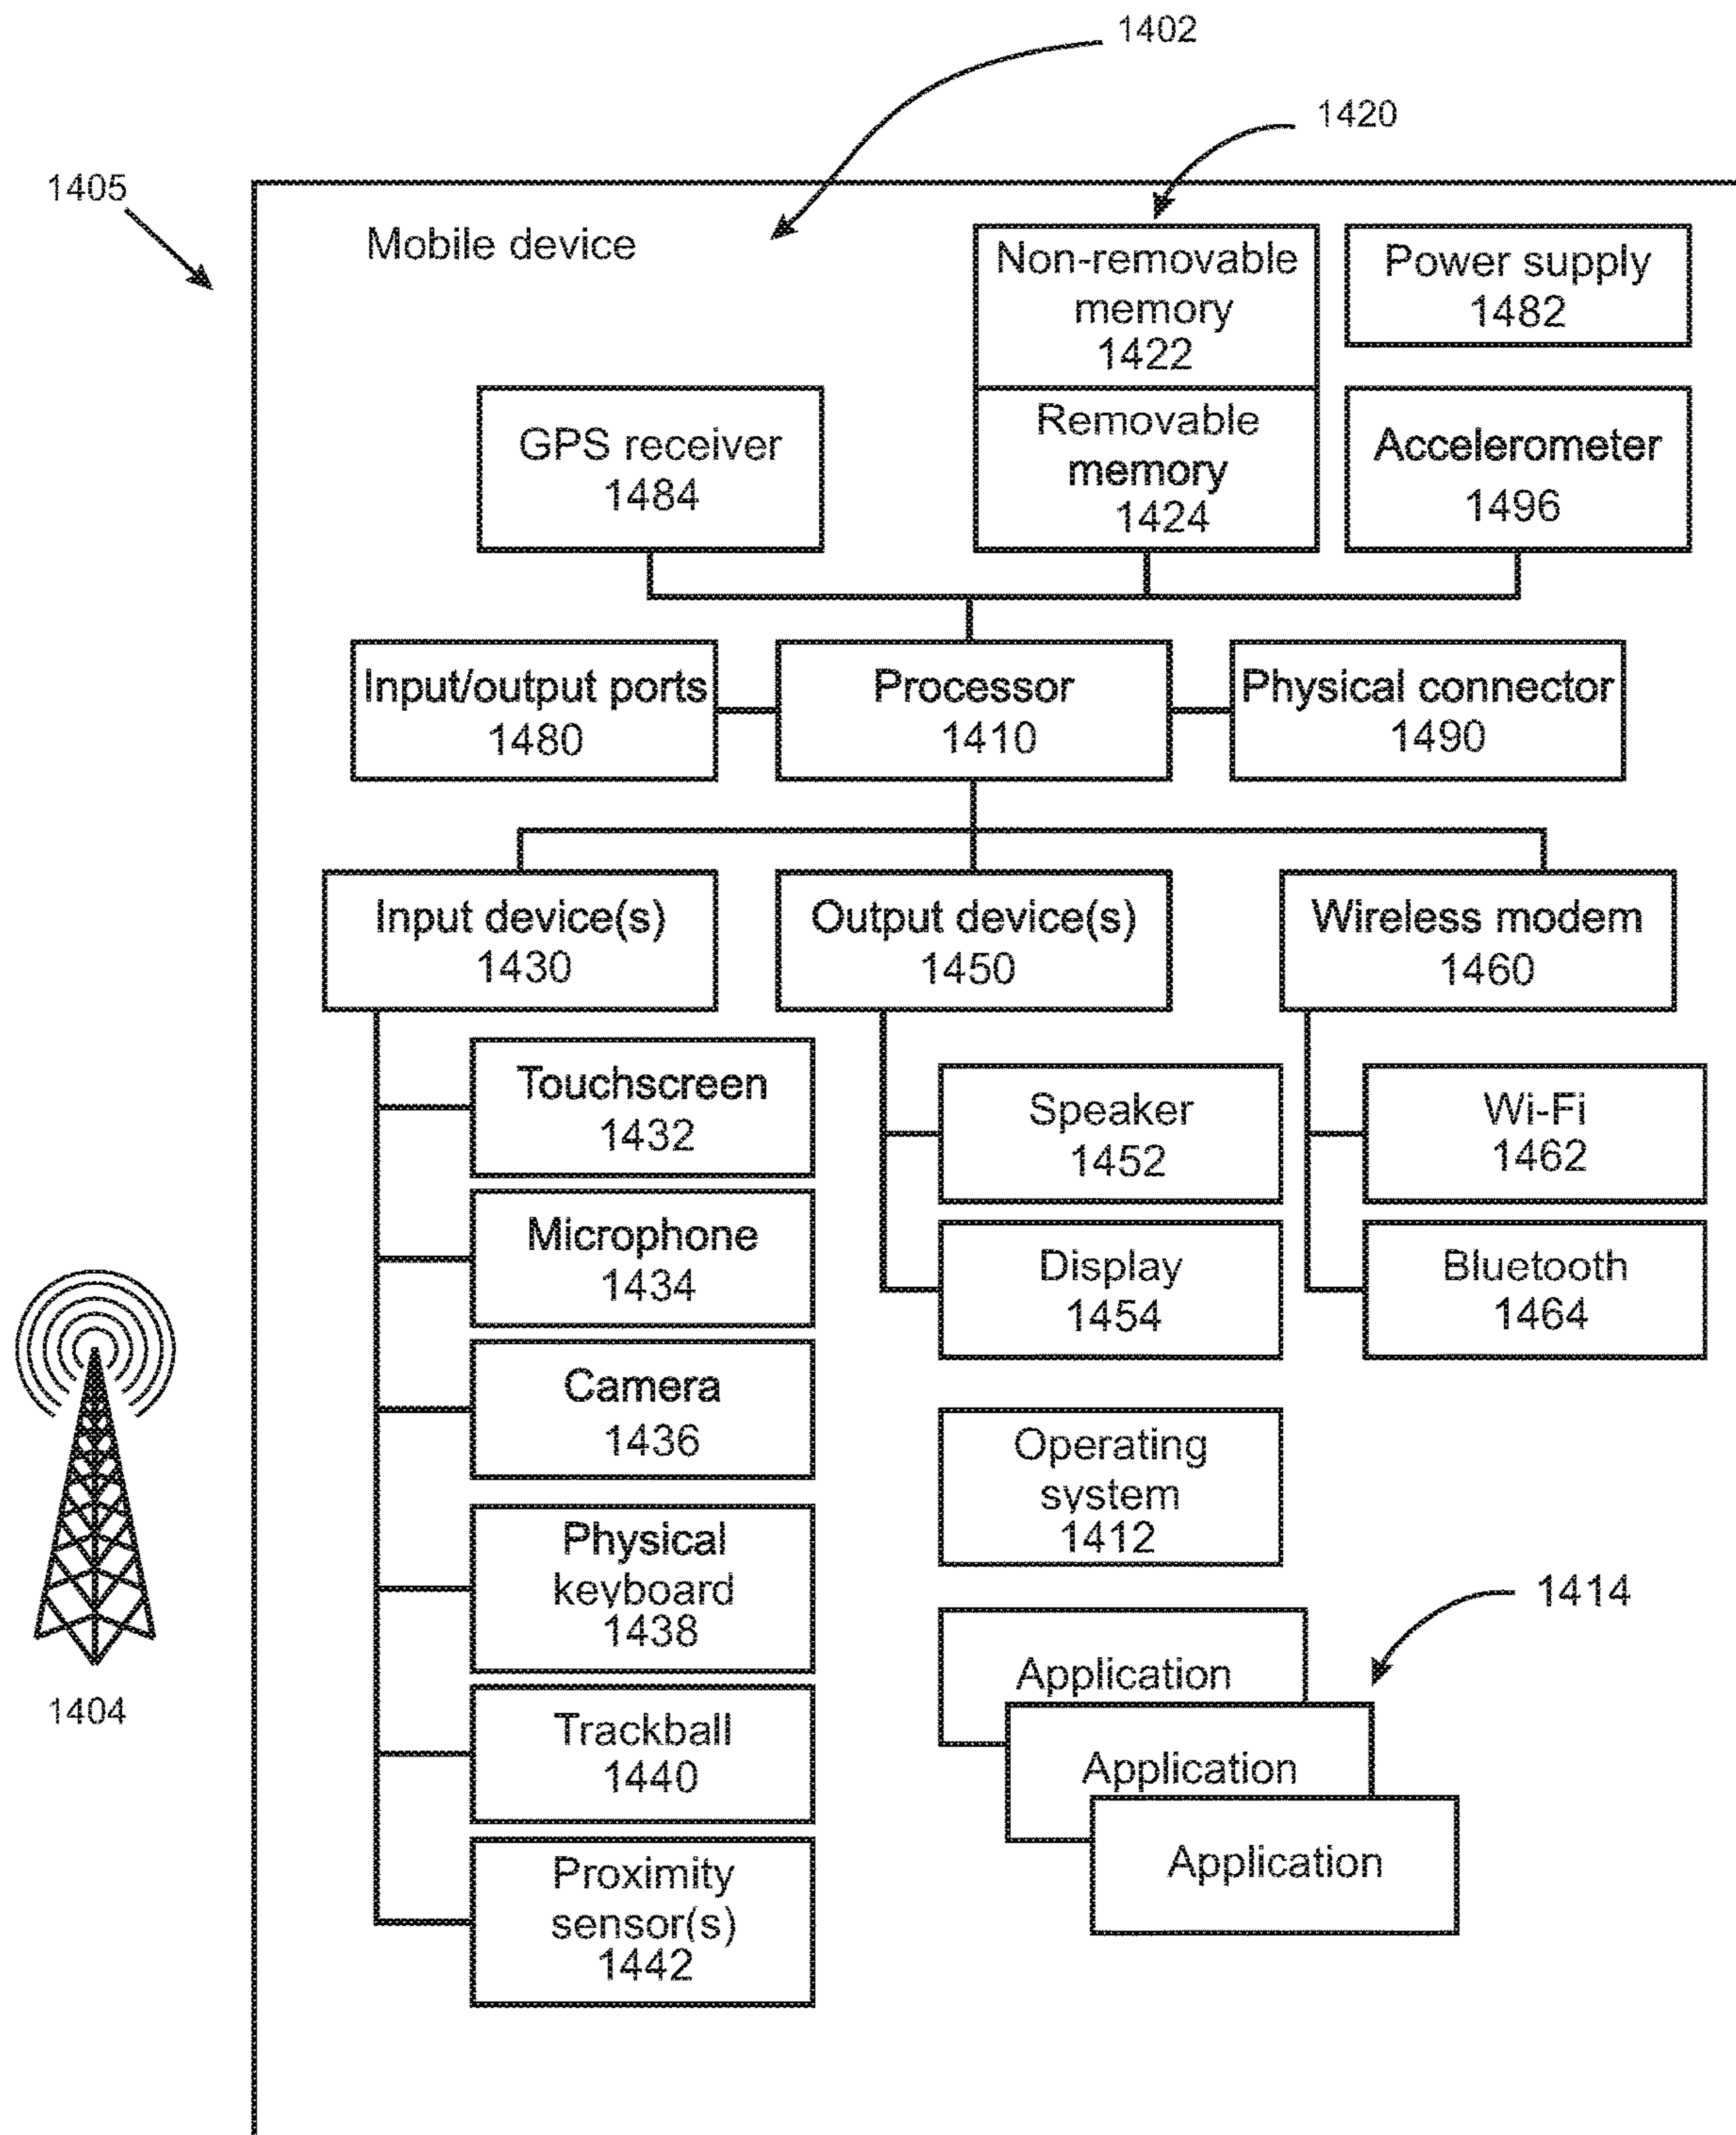 1402
1420
1405
Mobile device
Non-removable
memory
1422
Power supply
1482
GPS receiver
1484
Removable
memory
1424
Accelerometer
1496
Input/output ports
1480
Processor
1410
Physical connector
1490
Input device(s)
1430
Output device(s)
1450
Wireless modem
1460
Touchscreen
1432
Speaker
1452
Wi-Fi
1462
Microphone
1434
Display
1454
Bluetooth
1464
Camera
1436
Operating
system
1412
Physical
keyboard
1438
1414
Application
1404
Trackball
1440
Application
Application
Proximity
sensor(s)
1442